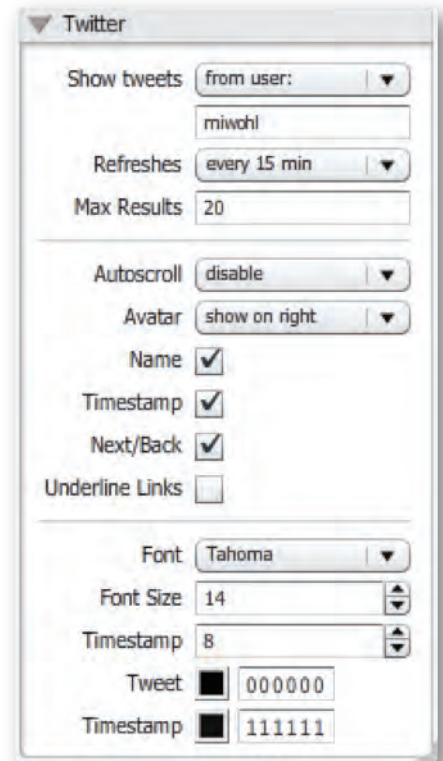 Twitter
Show tweets from user:
miwohl
Refreshes every 15 min
Max Results 20
Autoscroll disable
Avatar show on right
Name
Timestamp
Next/Back
Underline Links
Font Tahoma
Font Size 14
Timestamp 8
Tweet 000000
Timestamp 111111